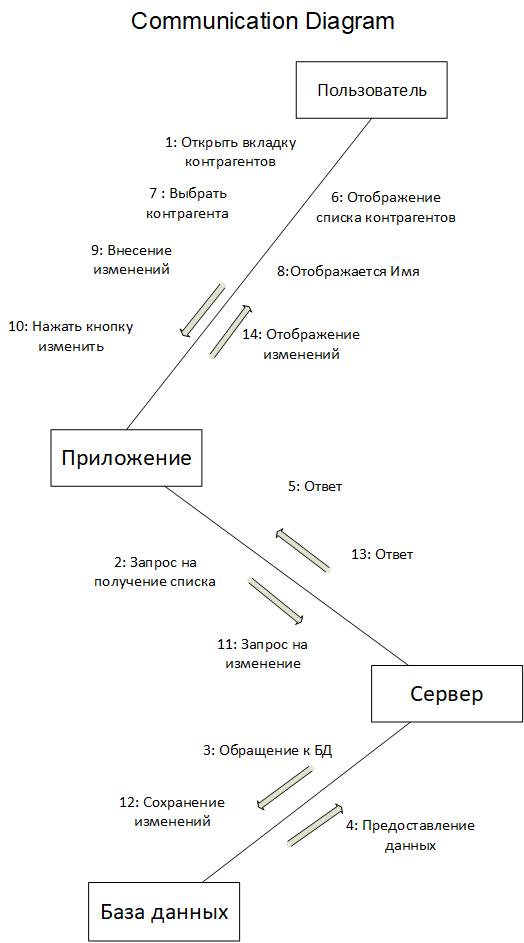 Communication Diagram
Пользователь
1: Открыть вкладку
контрагентов
7 : Выбрать
контрагента
6: Отображение
списка контрагентов
9: Внесение
изменений
8:Отображается Имя
10: Нажать кнопку
изменить
14: Отображение
изменений
Приложение
5: Ответ
13: Ответ
2: Запрос на
получение списка
11: Запрос на
изменение
Сервер
3: Обращение к БД
12: Сохранение
изменений
4: Предоставление
данных
База данных